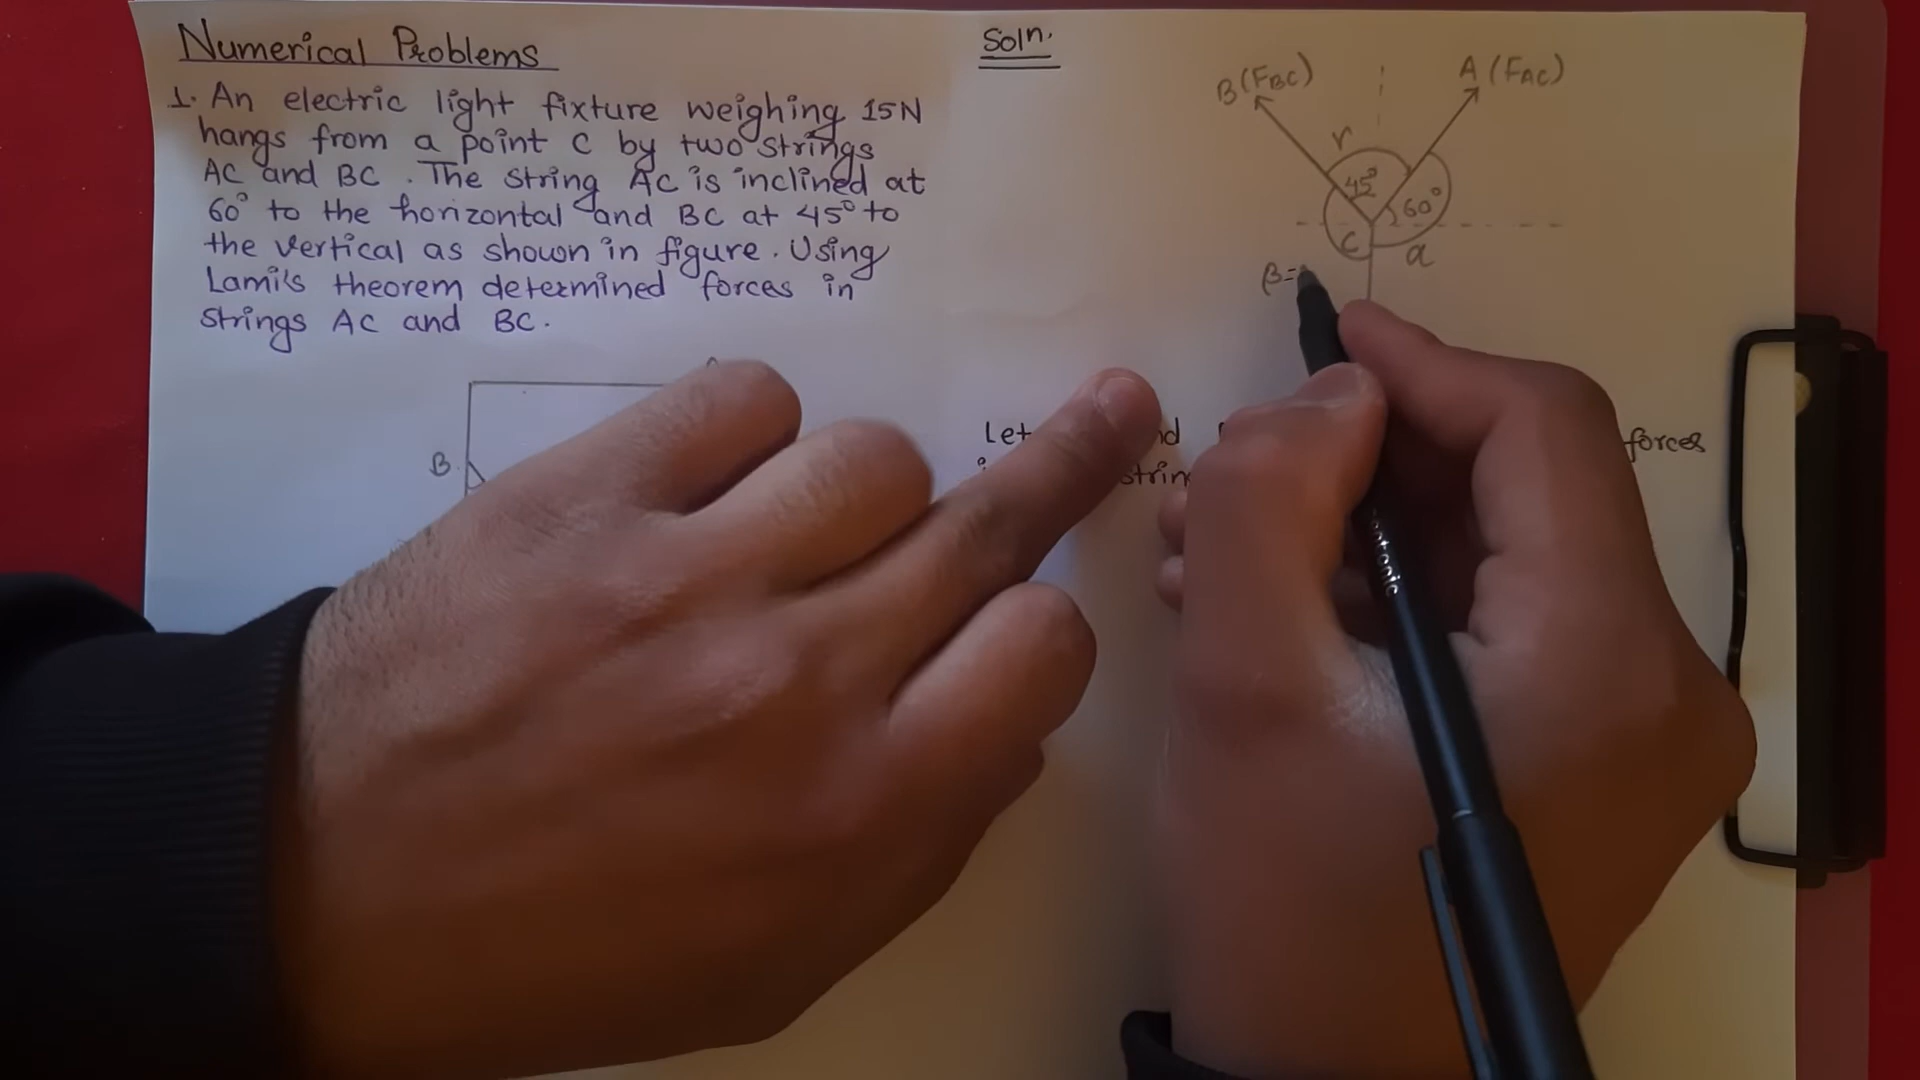 Numerical Problems
1. An electric light fixture weighing 15N
hangs from a point C by two strings
AC and BC . The string AC is inclined at
60° to the horizontal and BC at 45° to
the vertical as shown in figure. Using
Lami's theorem determined forces in
strings AC and BC.
B
Soln.
B (FBC)
A (FAC)
r
45°
60°
C
α
β=
Let
forces